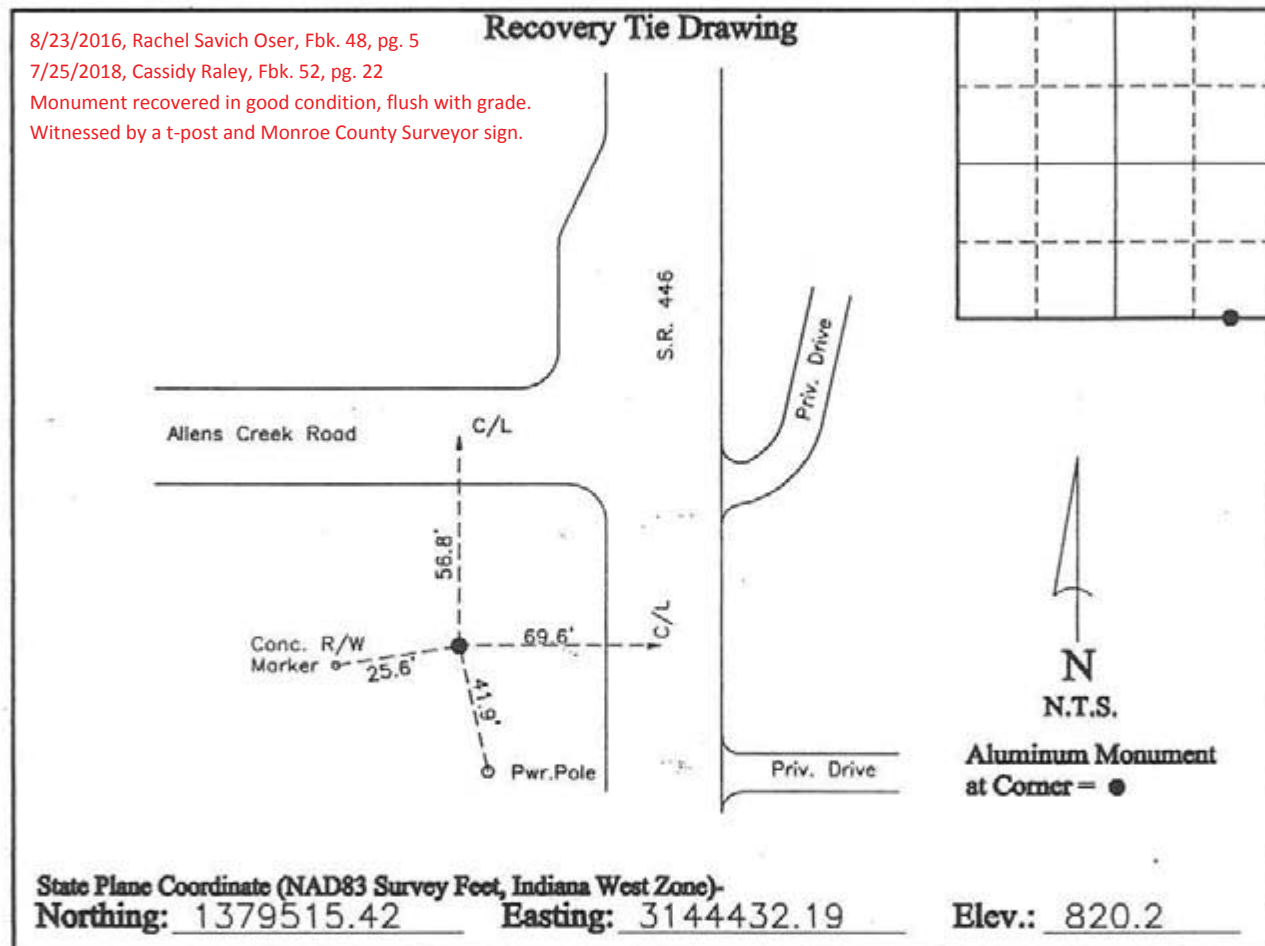 Recovery Tie Drawing
8/23/2016, Rachel Savich Oser, Fbk. 48, pg. 5
7/25/2018, Cassidy Raley, Fbk. 52, pg. 22
Monument recovered in good condition, flush with grade.
Witnessed by a t-post and Monroe County Surveyor sign.
S.R. 446
Priv. Drive
Allens Creek Road
C/L
56.8'
C/L
69.6'
Conc. R/W
Marker
25.6'
41.9'
Pwr.Pole
Priv. Drive
N
N.T.S.
Aluminum Monument
at Corner =
State Plane Coordinate (NAD83 Survey Feet, Indiana West Zone)-
Northing: 1379515.42 Easting: 3144432.19 Elev.: 820.2